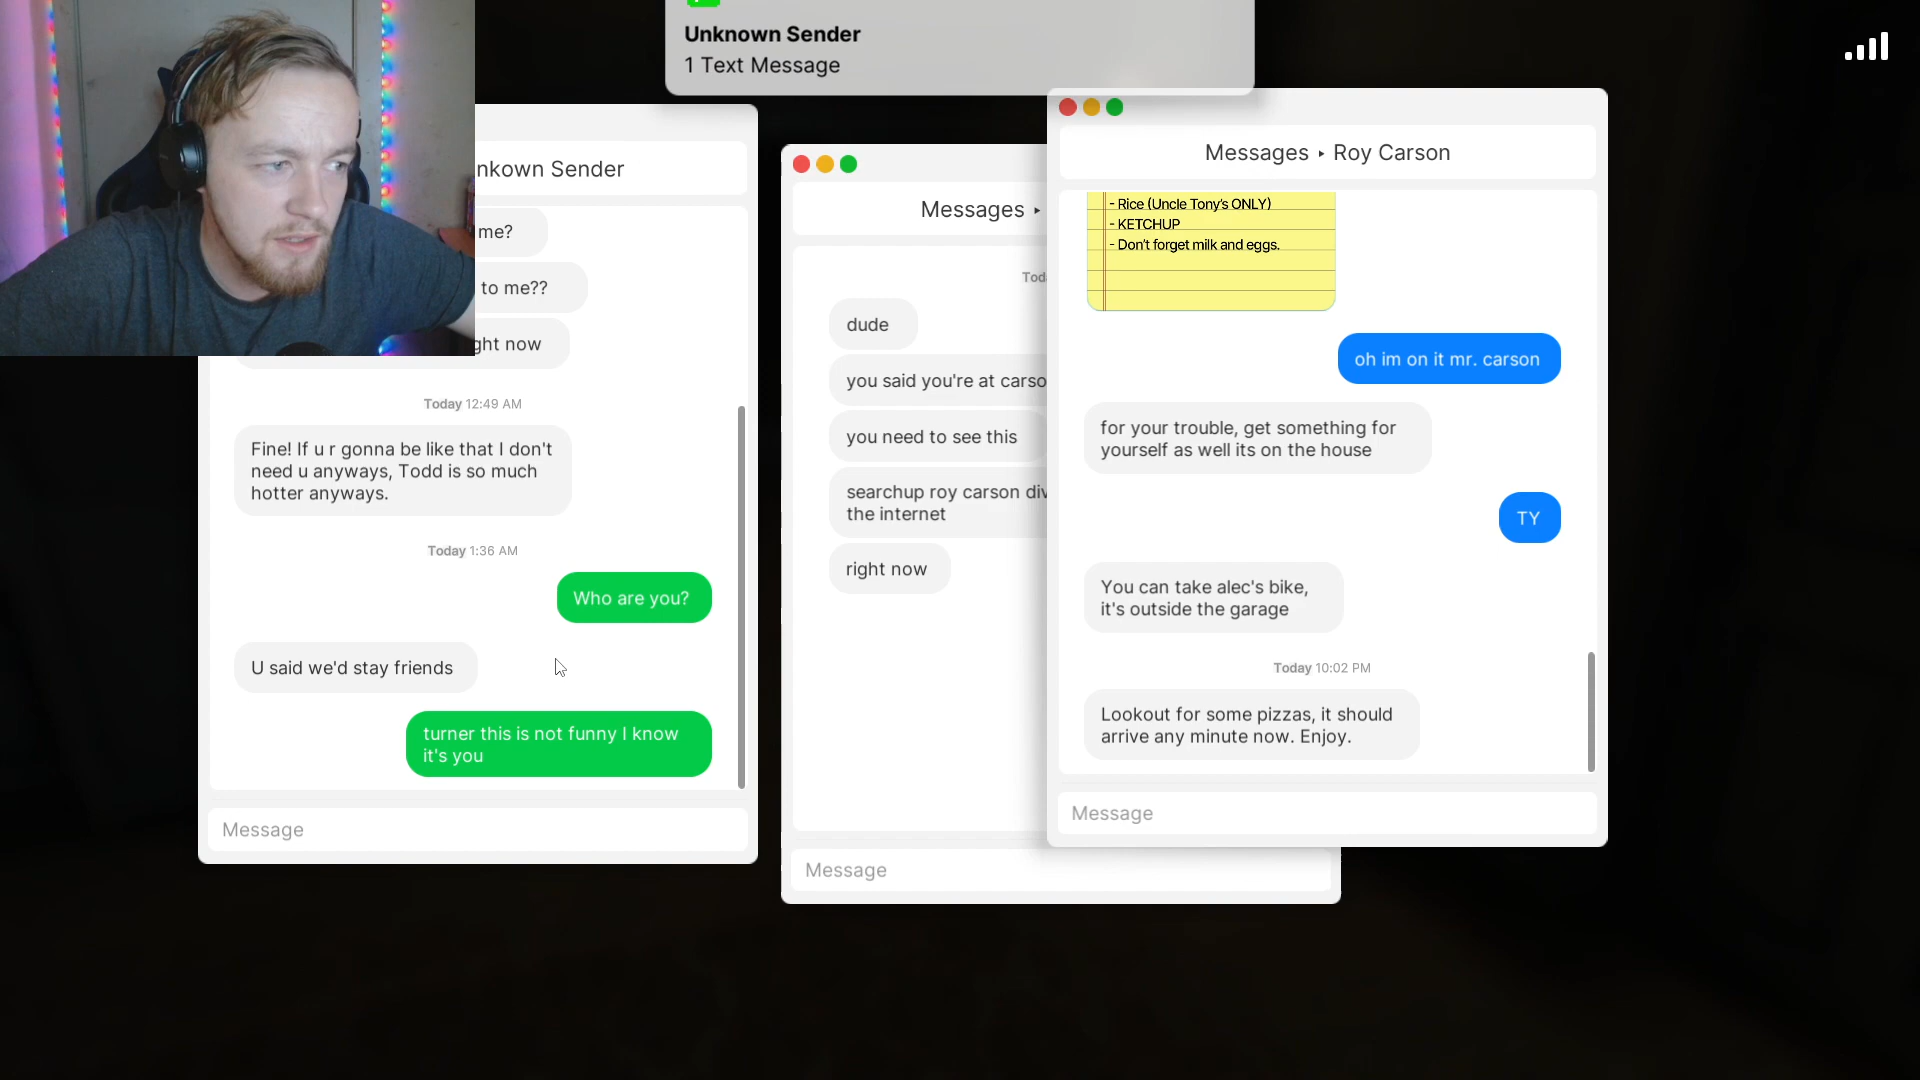 Unknown Sender
1 Text Message
nkown Sender
me?
to me??
ght now
Today 12:49 AM
Fine! If u r gonna be like that I don't
need u anyways, Todd is so much
hotter anyways.
Today 1:36 AM
Who are you?
U said we'd stay friends
turner this is not funny I know
it's you
Message
Messages ▸
Toda
dude
you said you're at carso
you need to see this
searchup roy carson div
the internet
right now
Message
Messages ▸ Roy Carson
- Rice (Uncle Tony's ONLY)
- KETCHUP
- Don't forget milk and eggs.
oh im on it mr. carson
for your trouble, get something for
yourself as well its on the house
TY
You can take alec's bike,
it's outside the garage
Today 10:02 PM
Lookout for some pizzas, it should
arrive any minute now. Enjoy.
Message